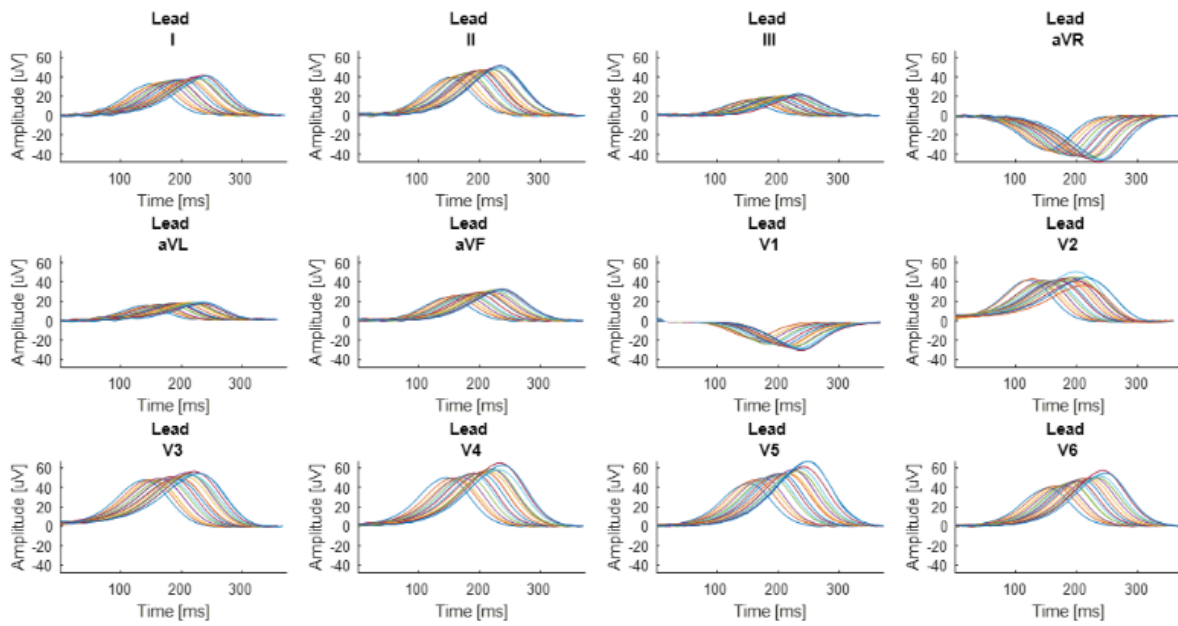 Lead Lead Lead Lead
I II III aVR
60 60 60 60
40 40 40 40
20 20 20 20
0 0 0 0
-20 -20 -20 -20
-40 -40 -40 -40
Amplitude [uV] Amplitude [uV] Amplitude [uV] Amplitude [uV]
100 200 300 100 200 300 100 200 300 100 200 300
Time [ms] Time [ms] Time [ms] Time [ms]
Lead Lead Lead Lead
aVL aVF V1 V2
60 60 60 60
40 40 40 40
20 20 20 20
0 0 0 0
-20 -20 -20 -20
-40 -40 -40 -40
Amplitude [uV] Amplitude [uV] Amplitude [uV] Amplitude [uV]
100 200 300 100 200 300 100 200 300 100 200 300
Time [ms] Time [ms] Time [ms] Time [ms]
Lead Lead Lead Lead
V3 V4 V5 V6
60 60 60 60
40 40 40 40
20 20 20 20
0 0 0 0
-20 -20 -20 -20
-40 -40 -40 -40
Amplitude [uV] Amplitude [uV] Amplitude [uV] Amplitude [uV]
100 200 300 100 200 300 100 200 300 100 200 300
Time [ms] Time [ms] Time [ms] Time [ms]